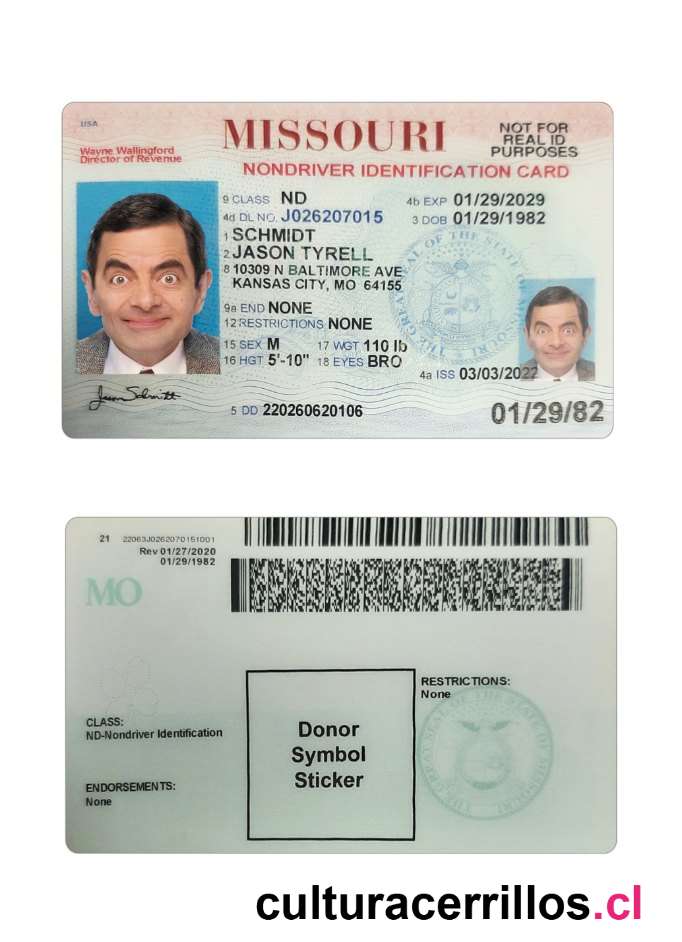 USA
MISSOURI
NOT FOR
REAL ID
PURPOSES
Wayne Wallingford
Director of Revenue
NONDRIVER IDENTIFICATION CARD
9 CLASS ND
4b EXP 01/29/2029
4d DL NO. J026207015
3 DOB 01/29/1982
1 SCHMIDT
2 JASON TYRELL
8 10309 N BALTIMORE AVE
KANSAS CITY, MO 64155
9a END NONE
12 RESTRICTIONS NONE
15 SEX M 17 WGT 110 lb
16 HGT 5'-10" 18 EYES BRO
4a ISS 03/03/2022
5 DD 220260620106
01/29/82
THE GREAT SEAL OF THE STATE OF MISSOURI
21 22063J0262070151001
Rev 01/27/2020
01/29/1982
MO
RESTRICTIONS:
None
CLASS:
ND-Nondriver Identification
Donor
Symbol
Sticker
ENDORSEMENTS:
None
THE GREAT SEAL OF THE STATE OF MISSOURI
culturacerrillos.cl